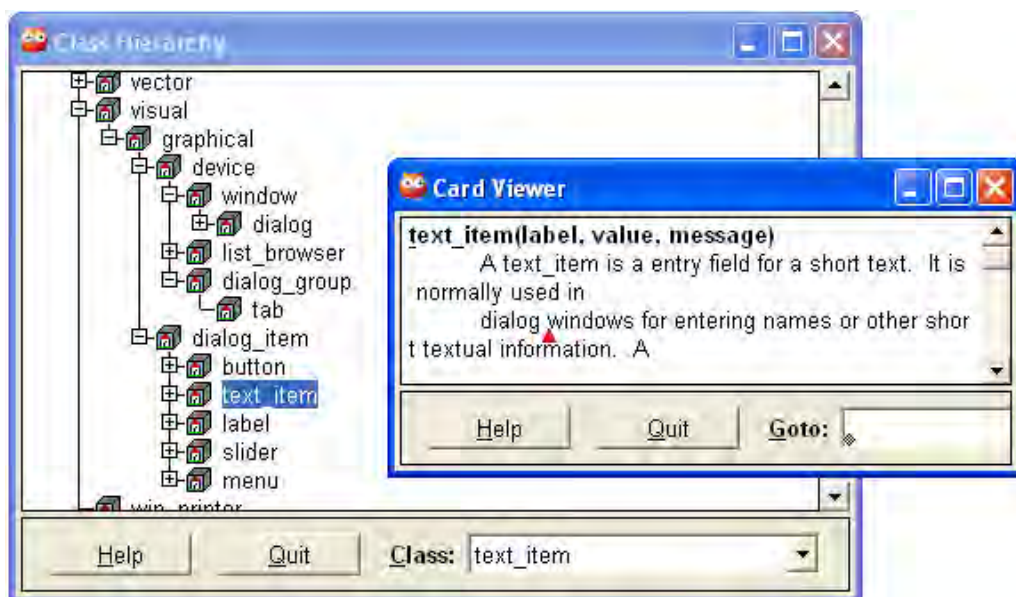 Class Hierarchy
vector
visual
graphical
device
window
dialog
list_browser
dialog_group
tab
dialog_item
button
text_item
label
slider
menu
win_printer
Help Quit Class: text_item
Card Viewer
text_item(label, value, message)
A text_item is a entry field for a short text. It is
normally used in
dialog windows for entering names or other shor
t textual information. A
Help Quit Goto: